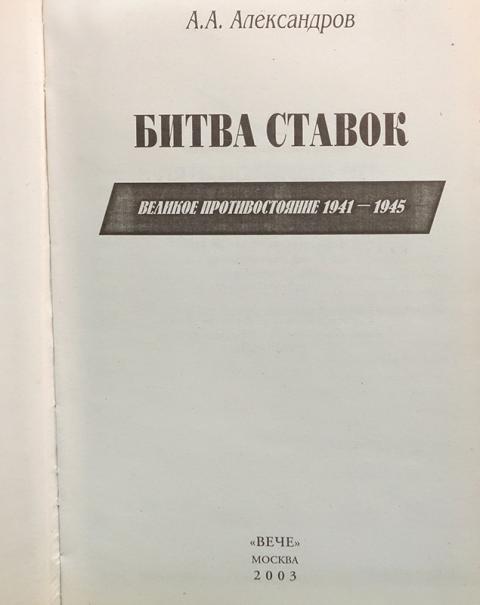 А.А. Александров
БИТВА СТАВОК
ВЕЛИКОЕ ПРОТИВОСТОЯНИЕ 1941 — 1945
«ВЕЧЕ»
МОСКВА
2003